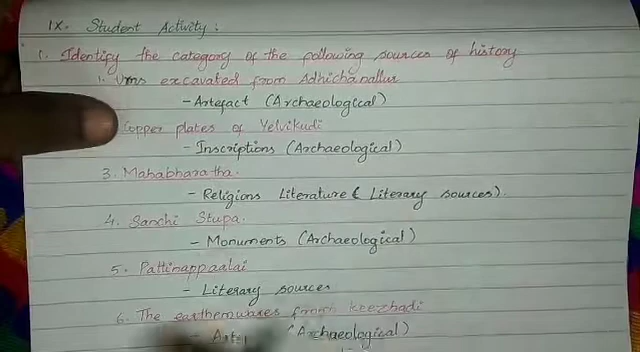 IX. Student Activity:
1. Identify the category of the following sources of history
1. Urns excavated from Adhichanallur
- Artefact (Archaeological)
Copper plates of Velvikudi
- Inscriptions (Archaeological)
3. Mahabharatha.
- Religions Literature (Literary sources).
4. Sanchi Stupa.
- Monuments (Archaeological)
5. Pattinappaalai
- Literary sources
6. The earthernwares from keezhadi
(Archaeological)